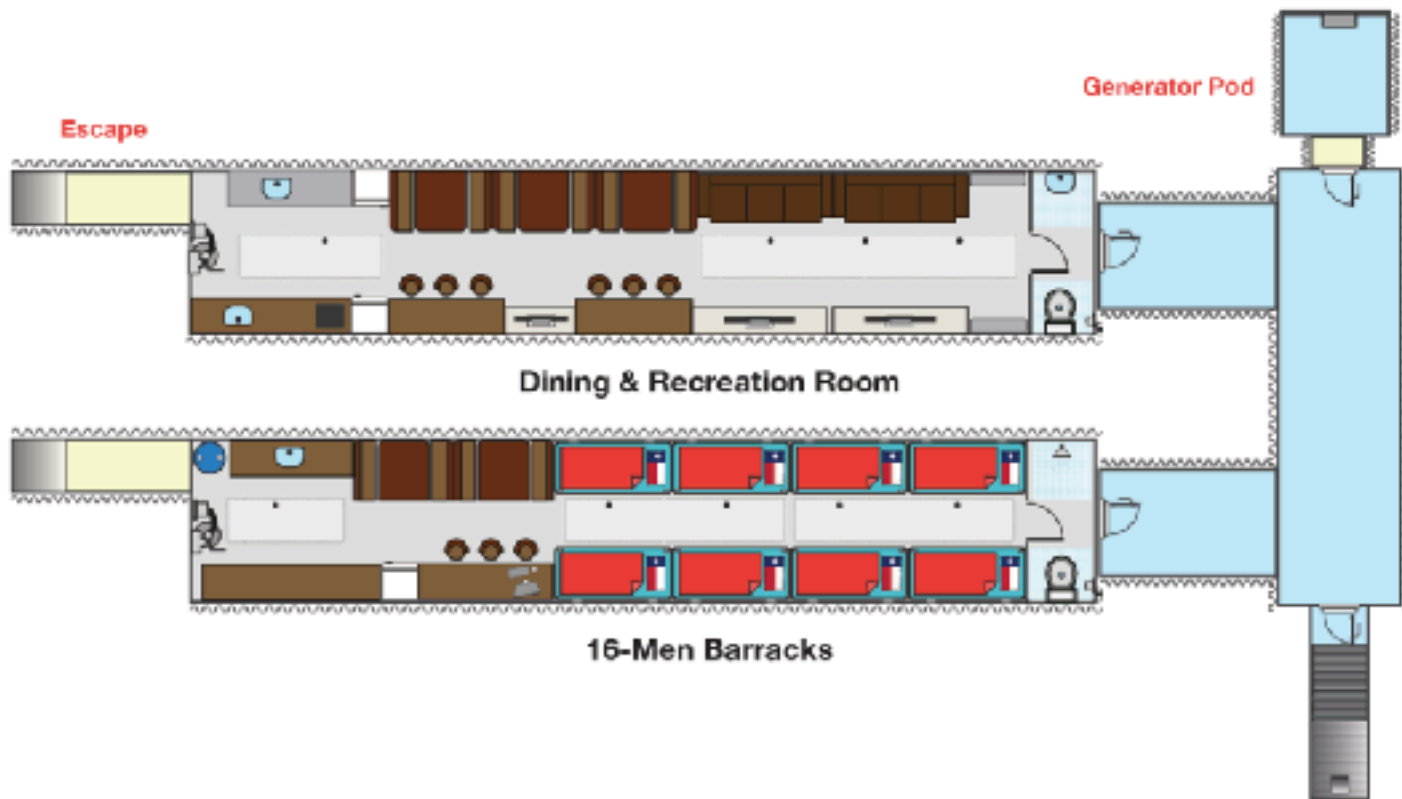 Generator Pod
Escape
Dining & Recreation Room
16-Men Barracks